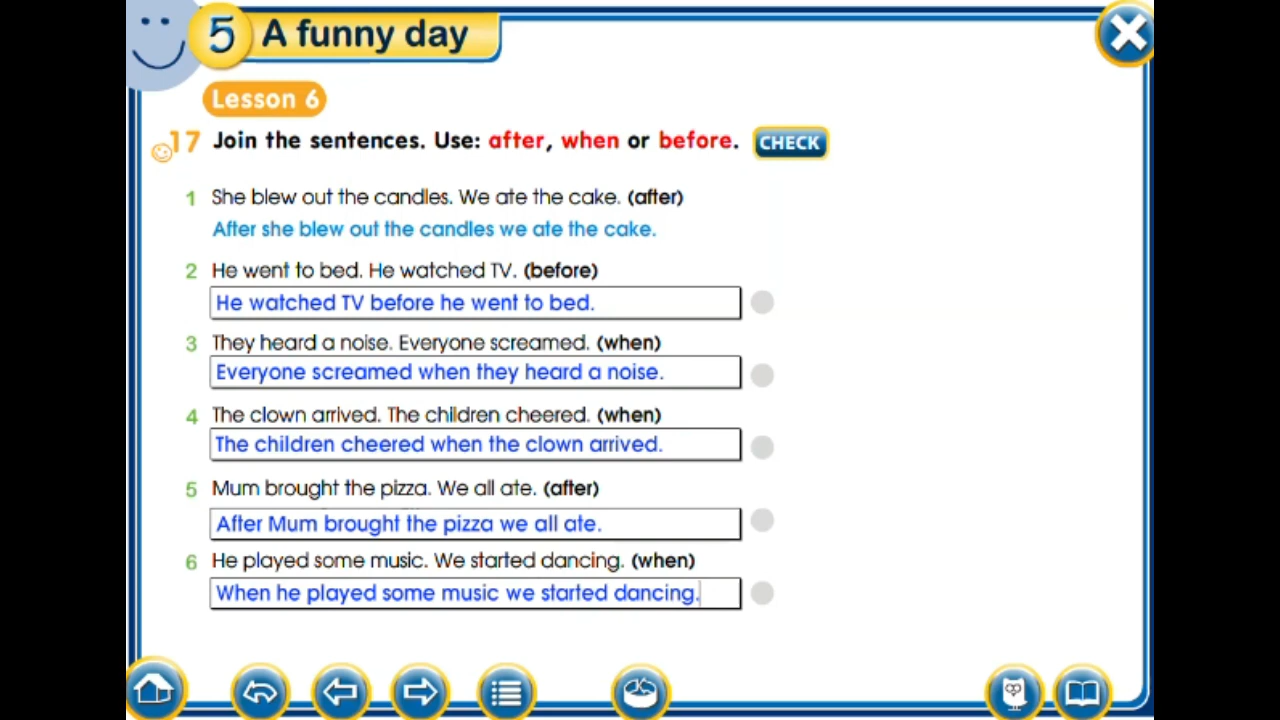 5 A funny day
Lesson 6
17 Join the sentences. Use: after, when or before. CHECK
1 She blew out the candles. We ate the cake. (after)
After she blew out the candles we ate the cake.
2 He went to bed. He watched TV. (before)
He watched TV before he went to bed.
3 They heard a noise. Everyone screamed. (when)
Everyone screamed when they heard a noise.
4 The clown arrived. The children cheered. (when)
The children cheered when the clown arrived.
5 Mum brought the pizza. We all ate. (after)
After Mum brought the pizza we all ate.
6 He played some music. We started dancing. (when)
When he played some music we started dancing.